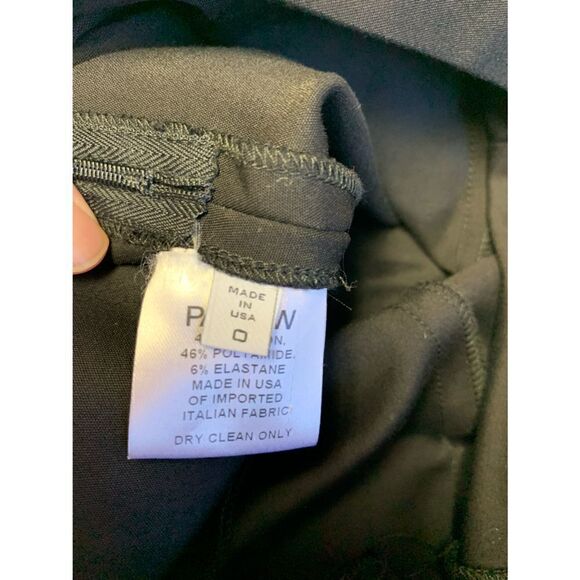 MADE
IN
USA
0
46% POLYAMIDE.
6% ELASTANE
MADE IN USA
OF IMPORTED
ITALIAN FABRIC
DRY CLEAN ONLY